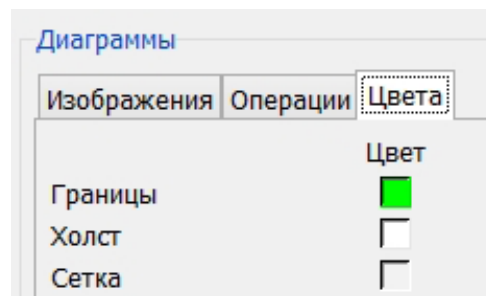 Диаграммы
Изображения Операции Цвета
Цвет
Границы
Холст
Сетка